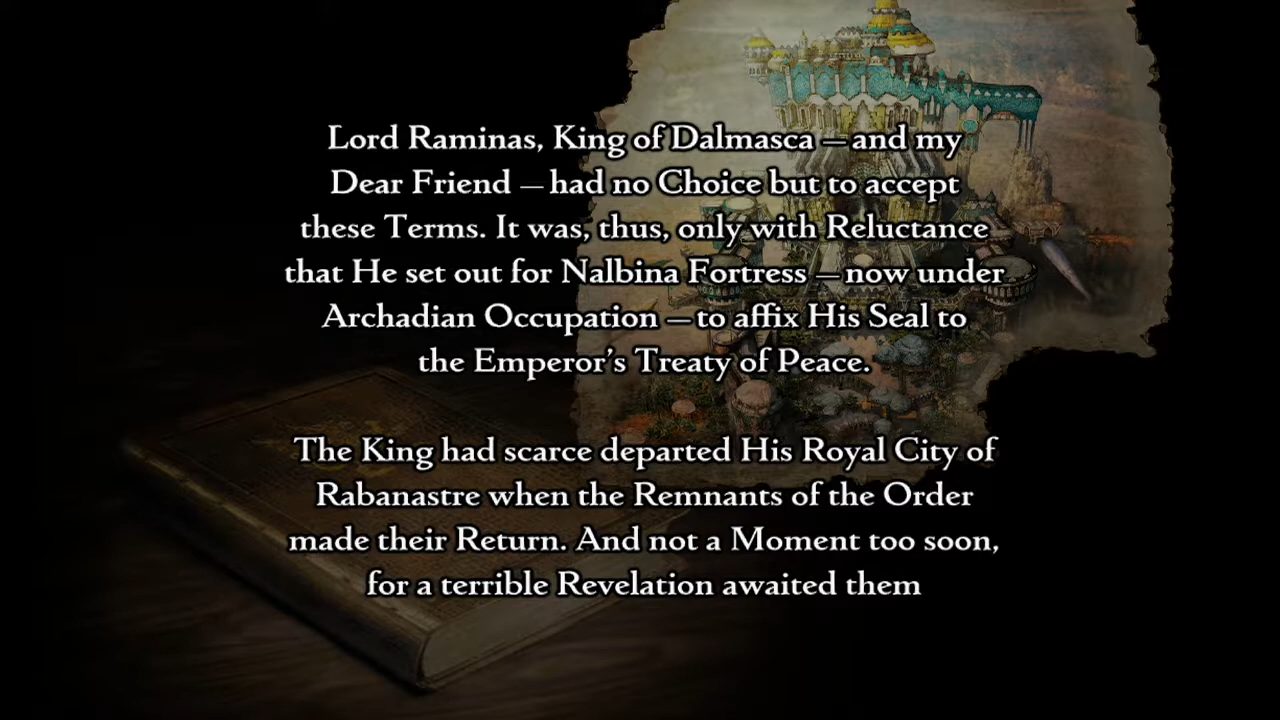 Lord Raminas, King of Dalmasca — and my
Dear Friend — had no Choice but to accept
these Terms. It was, thus, only with Reluctance
that He set out for Nalbina Fortress — now under
Archadian Occupation — to affix His Seal to
the Emperor's Treaty of Peace.
The King had scarce departed His Royal City of
Rabanastre when the Remnants of the Order
made their Return. And not a Moment too soon,
for a terrible Revelation awaited them